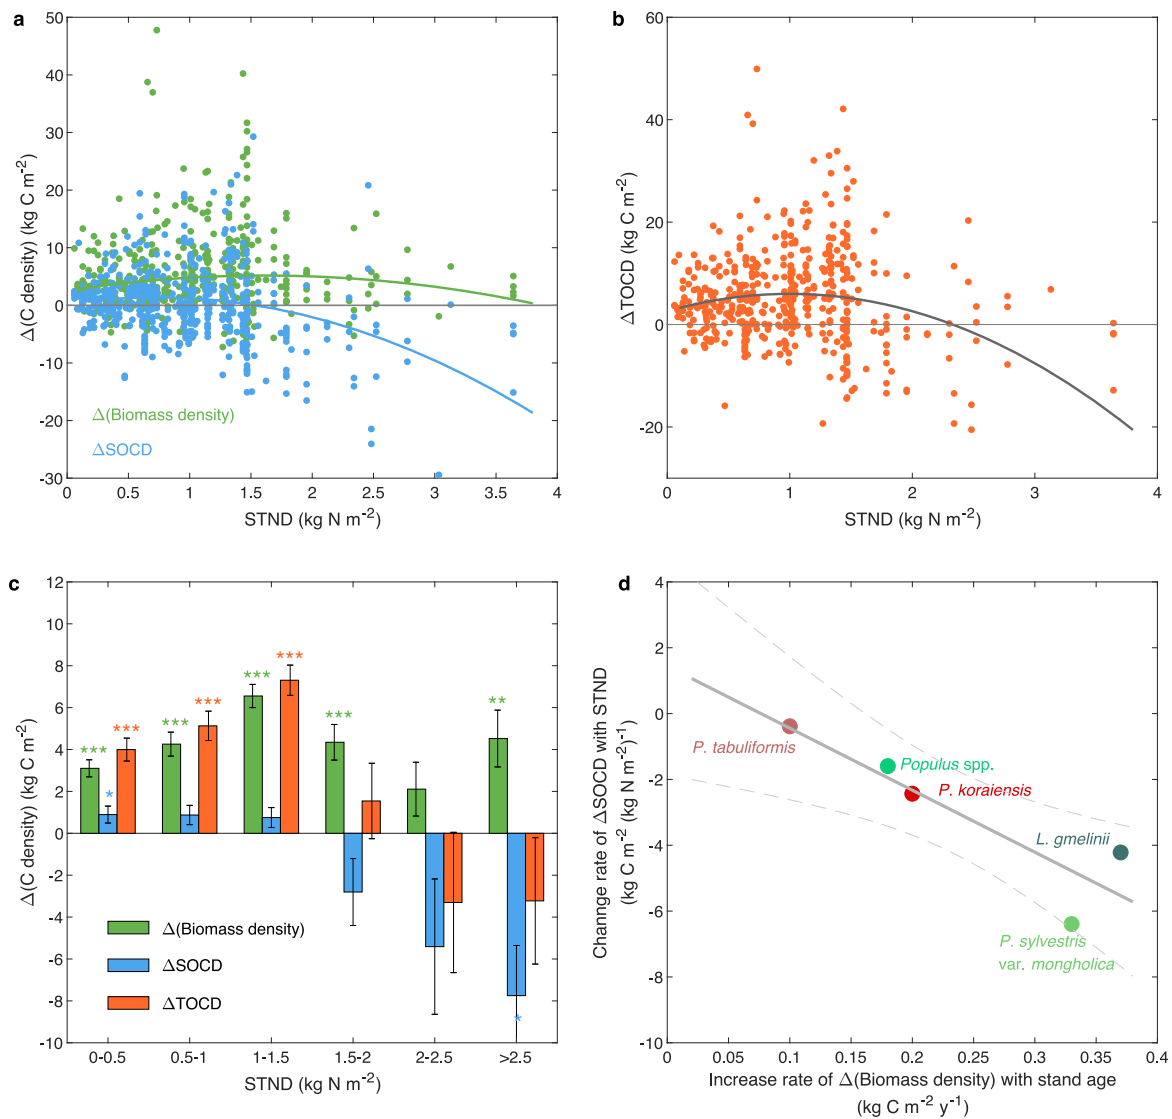 a
50
40
30
20
10
0
-10
-20
-30
Δ(C density) (kg C m-2)
Δ(Biomass density)
ΔSOCD
0 0.5 1 1.5 2 2.5 3 3.5 4
STND (kg N m-2)
b
60
40
20
0
-20
ΔTOCD (kg C m-2)
0 1 2 3 4
STND (kg N m-2)
c
12
10
8
6
4
2
0
-2
-4
-6
-8
-10
Δ(C density) (kg C m-2)
*** * *** *** *** *** *** *** ** *
Δ(Biomass density)
ΔSOCD
ΔTOCD
0-0.5 0.5-1 1-1.5 1.5-2 2-2.5 >2.5
STND (kg N m-2)
d
4
2
0
-2
-4
-6
-8
-10
Channge rate of ΔSOCD with STND
(kg C m-2 (kg N m-2)-1)
P. tabuliformis
Populus spp.
P. koraiensis
L. gmelinii
P. sylvestris
var. mongholica
0 0.05 0.1 0.15 0.2 0.25 0.3 0.35 0.4
Increase rate of Δ(Biomass density) with stand age
(kg C m-2 y-1)